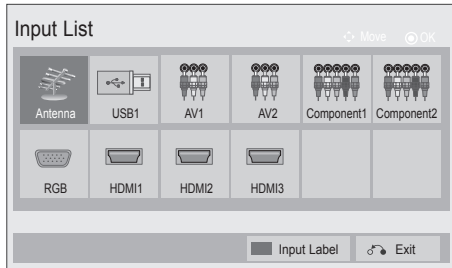 Input List
Move OK
Antenna USB1 AV1 AV2 Component1 Component2
RGB HDMI1 HDMI2 HDMI3
Input Label Exit